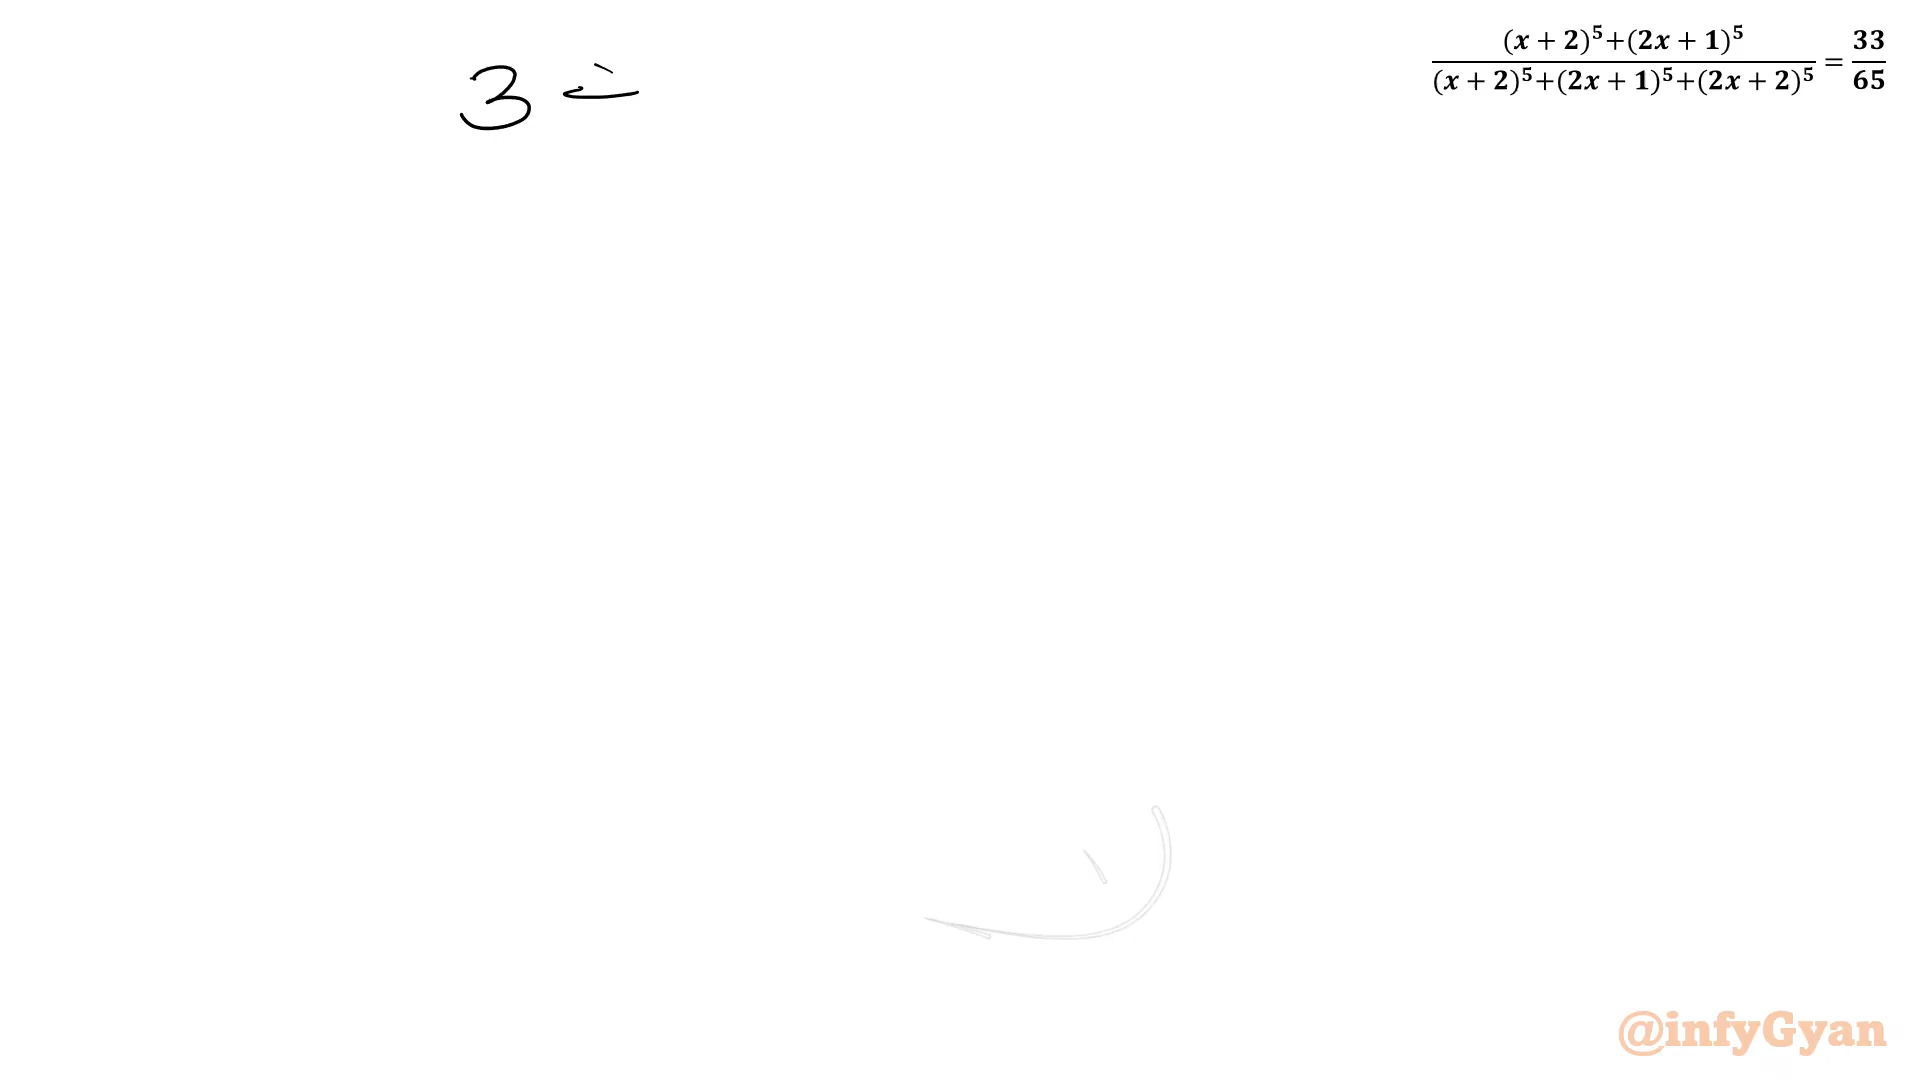 3 =
(x + 2)⁵+(2x + 1)⁵ / (x + 2)⁵+(2x + 1)⁵+(2x + 2)⁵ = 33 / 65
@infyGyan